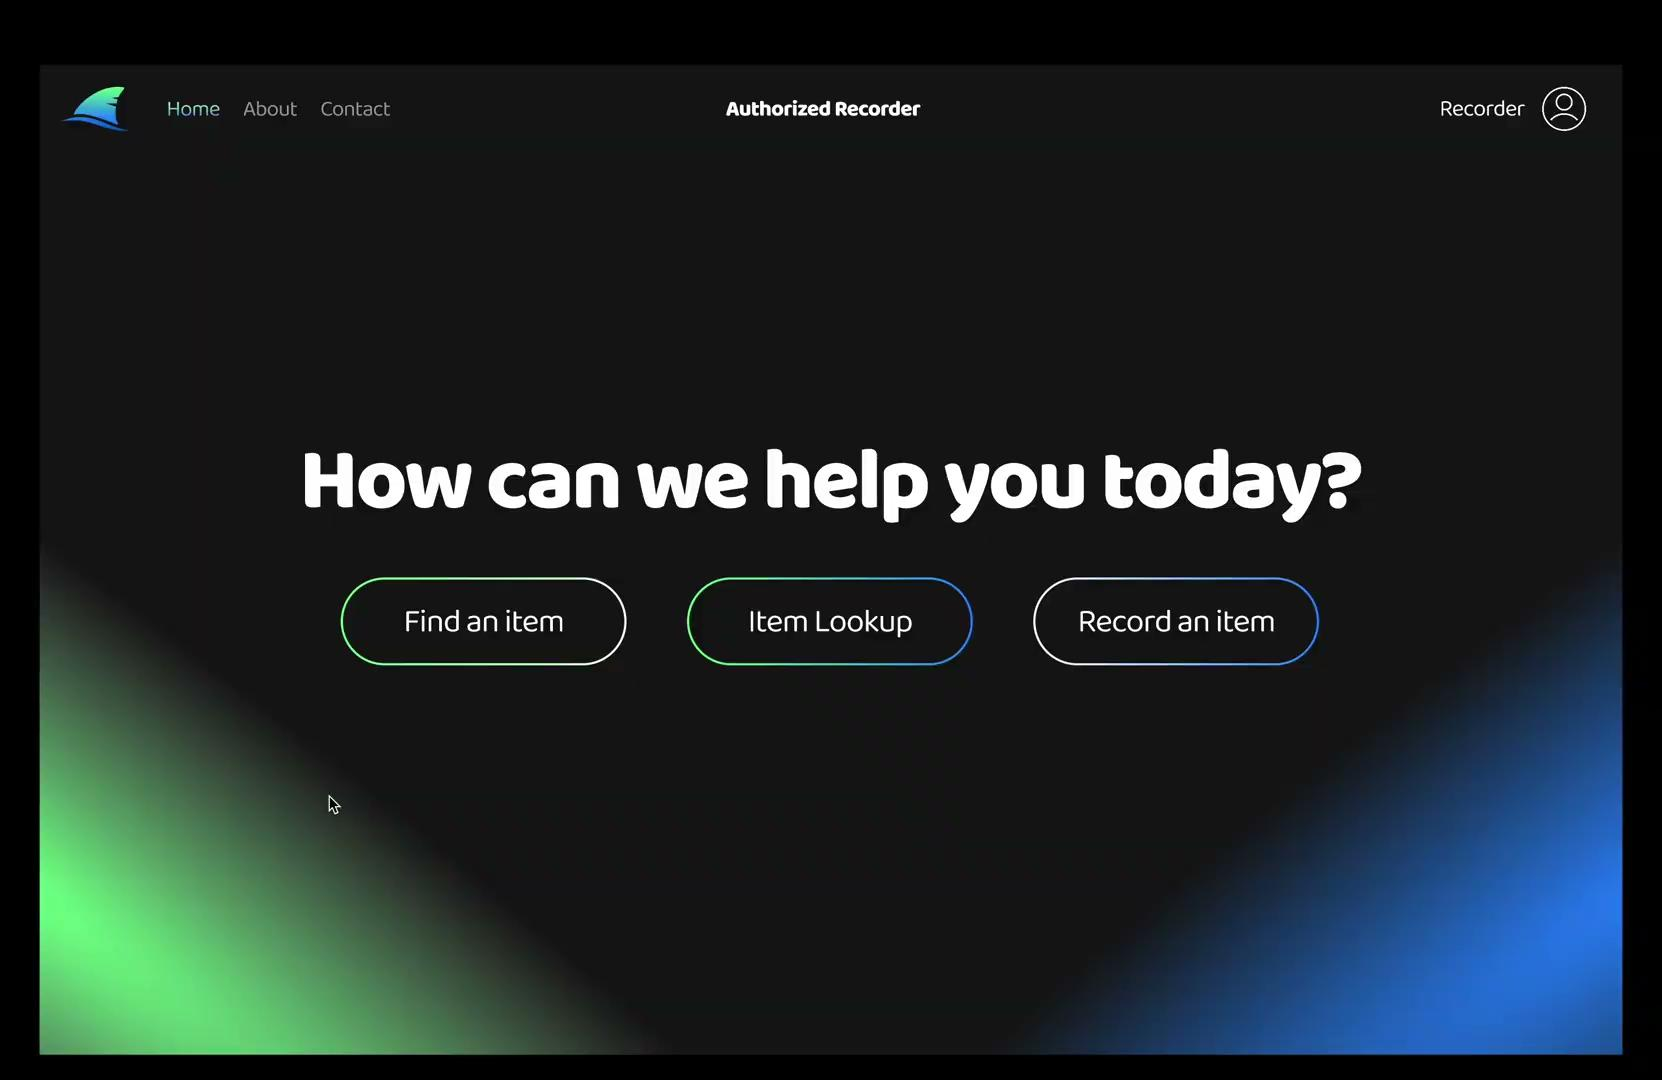 Home About Contact Authorized Recorder Recorder
How can we help you today?
Find an item Item Lookup Record an item